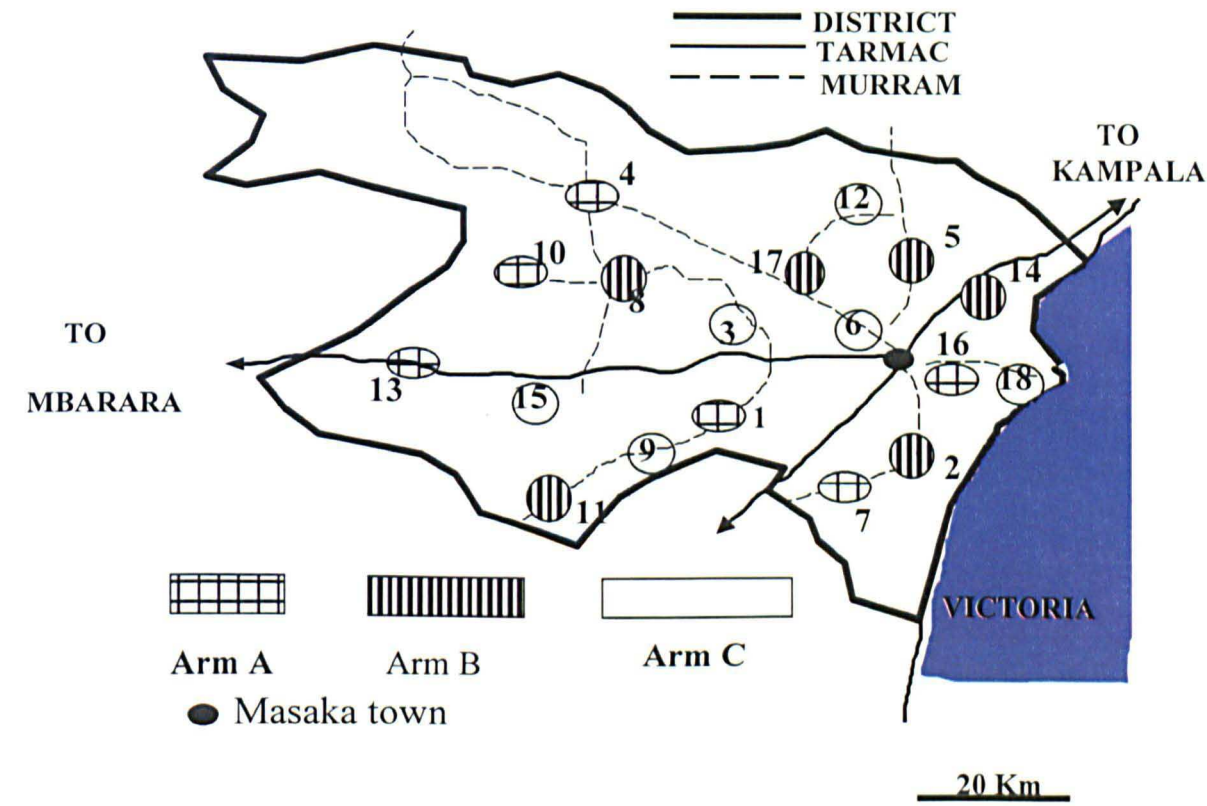 DISTRICT
TARMAC
MURRAM
TO
KAMPALA
4
12
5
10
17
14
8
3
6
TO
16
13
15
18
MBARARA
1
9
2
11
7
VICTORIA
Arm A
Arm B
Arm C
Masaka town
20 Km